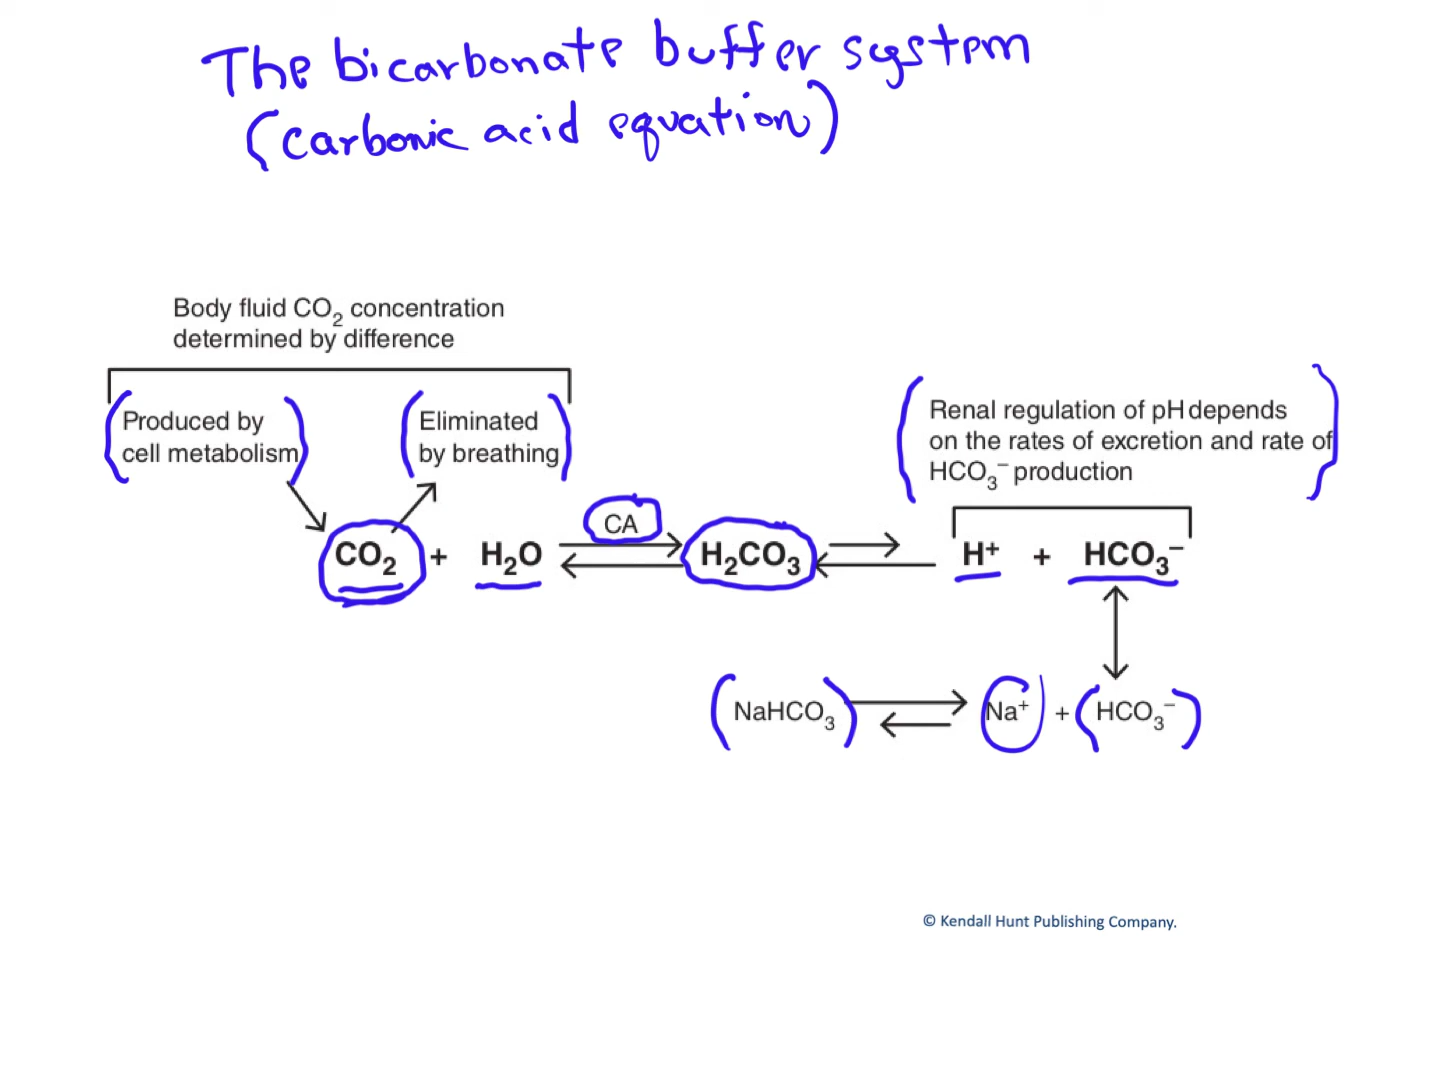 The bicarbonate buffer system
(carbonic acid equation)
Body fluid CO₂ concentration
determined by difference
Produced by
cell metabolism
Eliminated
by breathing
Renal regulation of pH depends
on the rates of excretion and rate of
HCO₃⁻ production
CA
CO₂ + H₂O ⇌ H₂CO₃ ⇌ H⁺ + HCO₃⁻
(NaHCO₃) ⇌ Na⁺ + (HCO₃⁻)
© Kendall Hunt Publishing Company.